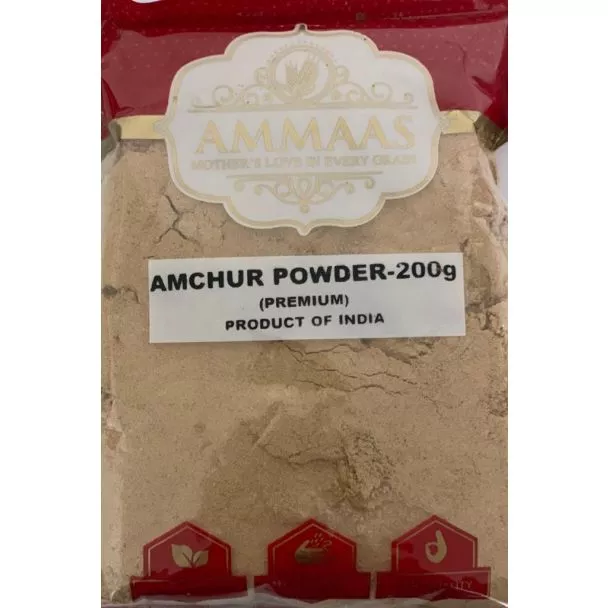 AMMAAS
MOTHER'S LOVE IN EVERY GRAIN
AMCHUR POWDER-200g
(PREMIUM)
PRODUCT OF INDIA